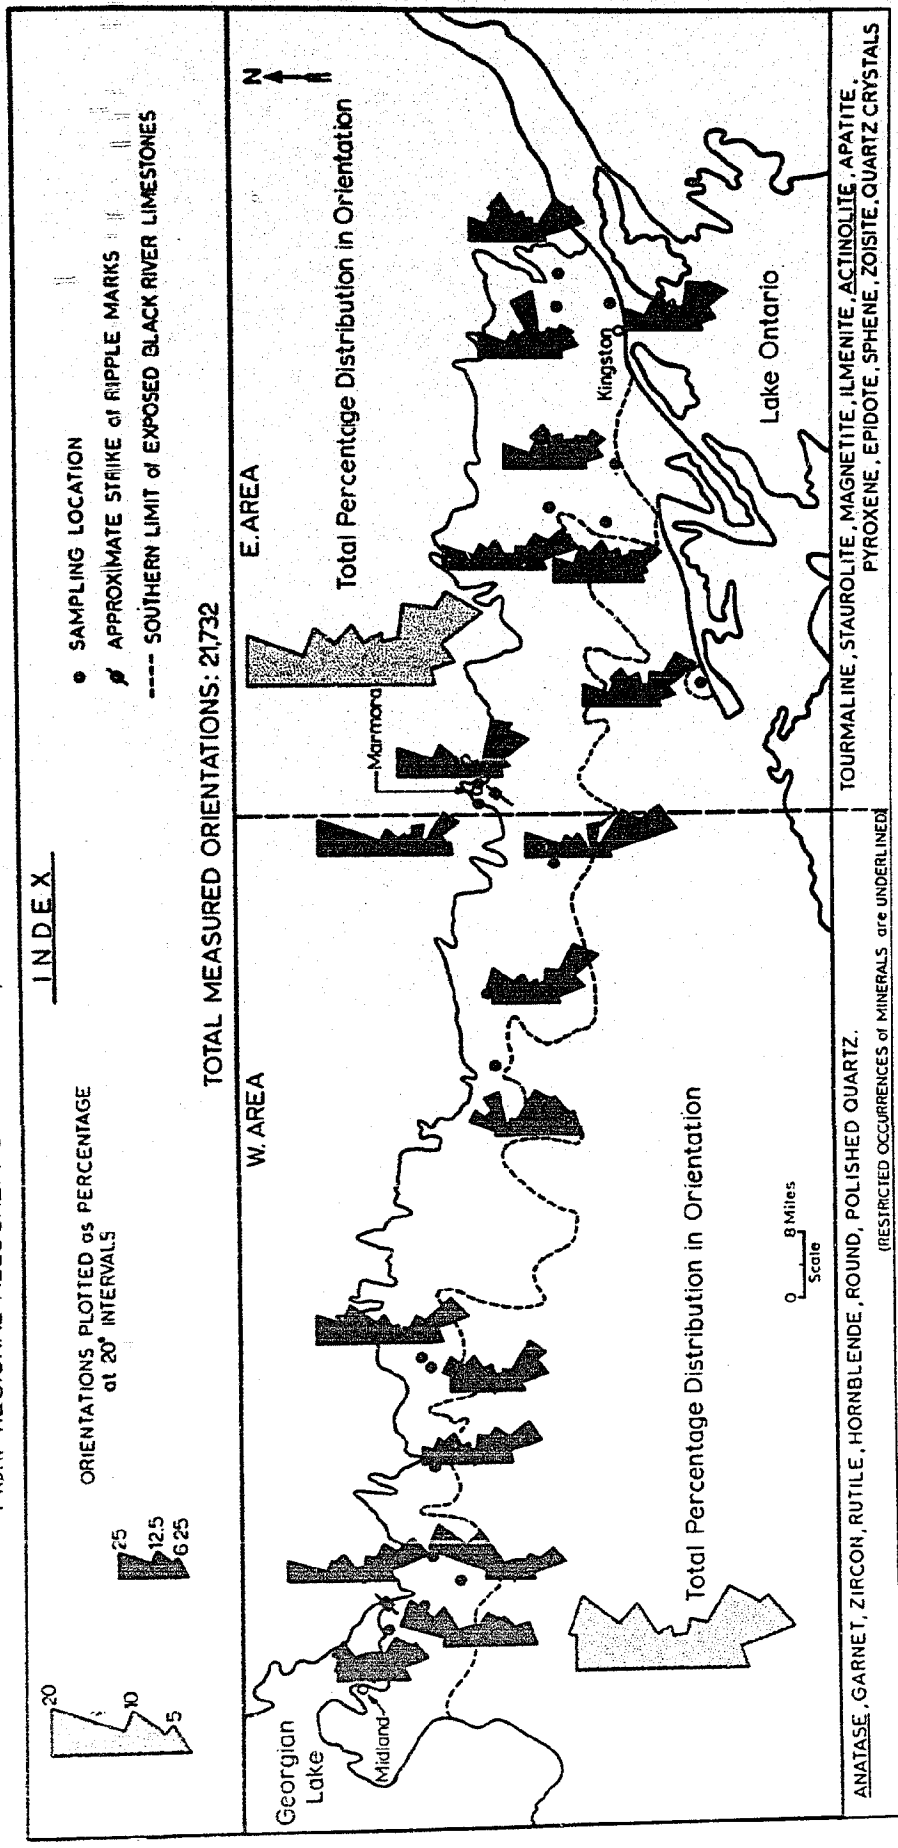 INDEX
20
10
5
25
12.5
6.25
ORIENTATIONS PLOTTED as PERCENTAGE
at 20° INTERVALS
SAMPLING LOCATION
APPROXIMATE STRIKE of RIPPLE MARKS
SOUTHERN LIMIT of EXPOSED BLACK RIVER LIMESTONES
TOTAL MEASURED ORIENTATIONS: 21,732
W. AREA
E. AREA
N
Georgian
Lake
Midland
Marmora
Total Percentage Distribution in Orientation
Kingston
Lake Ontario
Total Percentage Distribution in Orientation
0 8 Miles
Scale
ANATASE, GARNET, ZIRCON, RUTILE, HORNBLENDE, ROUND, POLISHED QUARTZ.
TOURMALINE, STAUROLITE, MAGNETITE, ILMENITE, ACTINOLITE, APATITE,
PYROXENE, EPIDOTE, SPHENE, ZOISITE, QUARTZ CRYSTALS
(RESTRICTED OCCURRENCES of MINERALS are UNDERLINED)